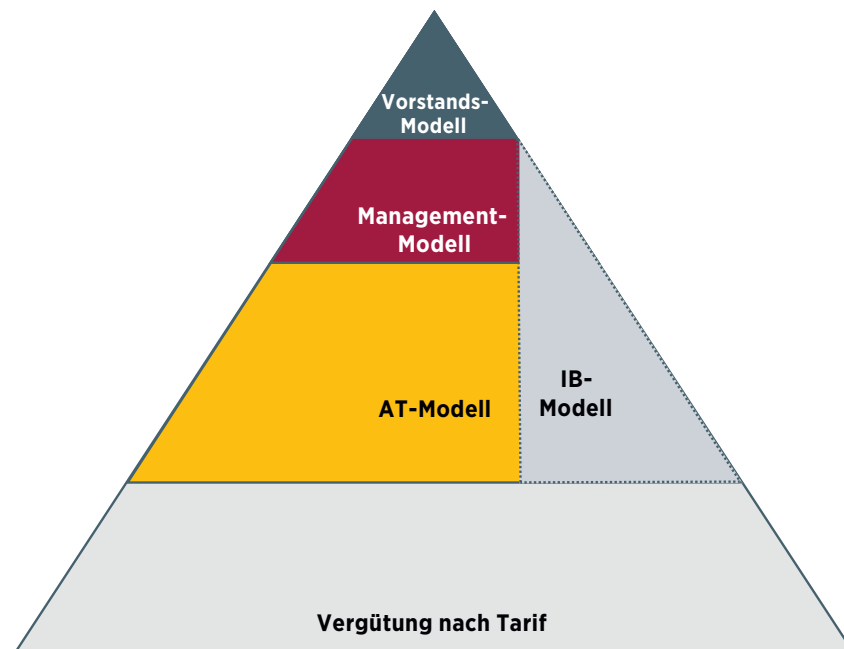 Vorstands-
Modell
Management-
Modell
AT-Modell
IB-
Modell
Vergütung nach Tarif